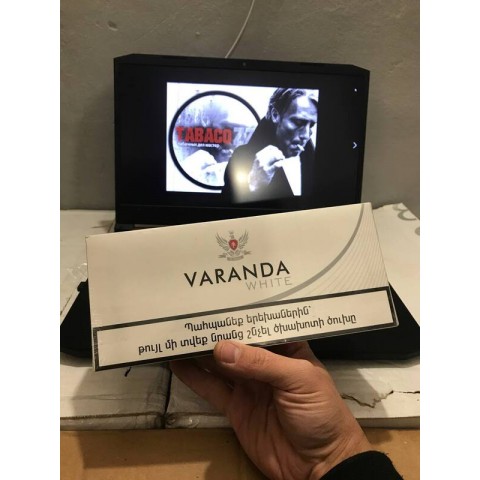 TABACO
VARANDA
WHITE
Պահպանեք երեխաներին՝
թույլ մի տվեք նրանց շնչել ծխախոտի ծուխը